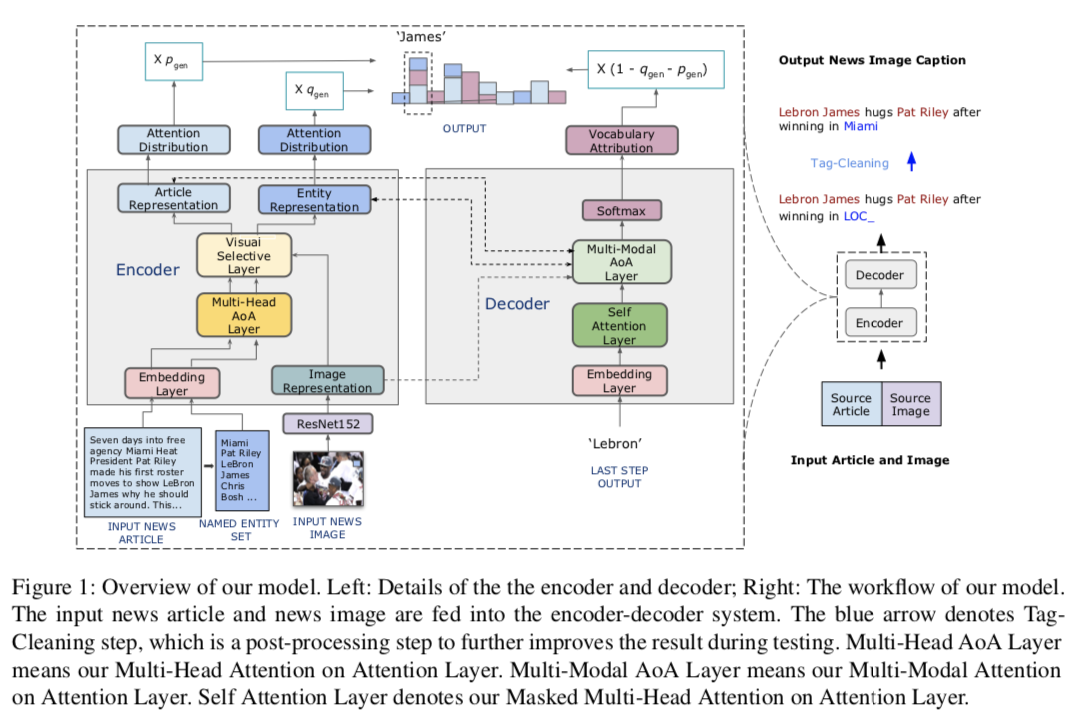 'James'
X pgen
X qgen
X (1 - qgen - pgen)
OUTPUT
Attention
Distribution
Attention
Distribution
Vocabulary
Attribution
Article
Representation
Entity
Representation
Softmax
Visual
Selective
Layer
Encoder
Multi-Modal
AoA
Layer
Decoder
Multi-Head
AoA
Layer
Self
Attention
Layer
Embedding
Layer
Image
Representation
Embedding
Layer
ResNet152
'Lebron'
LAST STEP
OUTPUT
Seven days into free
agency Miami Heat
President Pat Riley
made his first roster
moves to show LeBron
James why he should
stick around. This...
Miami
Pat Riley
LeBron
James
Chris
Bosh ...
INPUT NEWS
ARTICLE
NAMED ENTITY
SET
INPUT NEWS
IMAGE
Output News Image Caption
Lebron James hugs Pat Riley after
winning in Miami
Tag-Cleaning
Lebron James hugs Pat Riley after
winning in LOC_
Decoder
Encoder
Source
Article
Source
Image
Input Article and Image
Figure 1: Overview of our model. Left: Details of the the encoder and decoder; Right: The workflow of our model.
The input news article and news image are fed into the encoder-decoder system. The blue arrow denotes Tag-
Cleaning step, which is a post-processing step to further improves the result during testing. Multi-Head AoA Layer
means our Multi-Head Attention on Attention Layer. Multi-Modal AoA Layer means our Multi-Modal Attention
on Attention Layer. Self Attention Layer denotes our Masked Multi-Head Attention on Attention Layer.